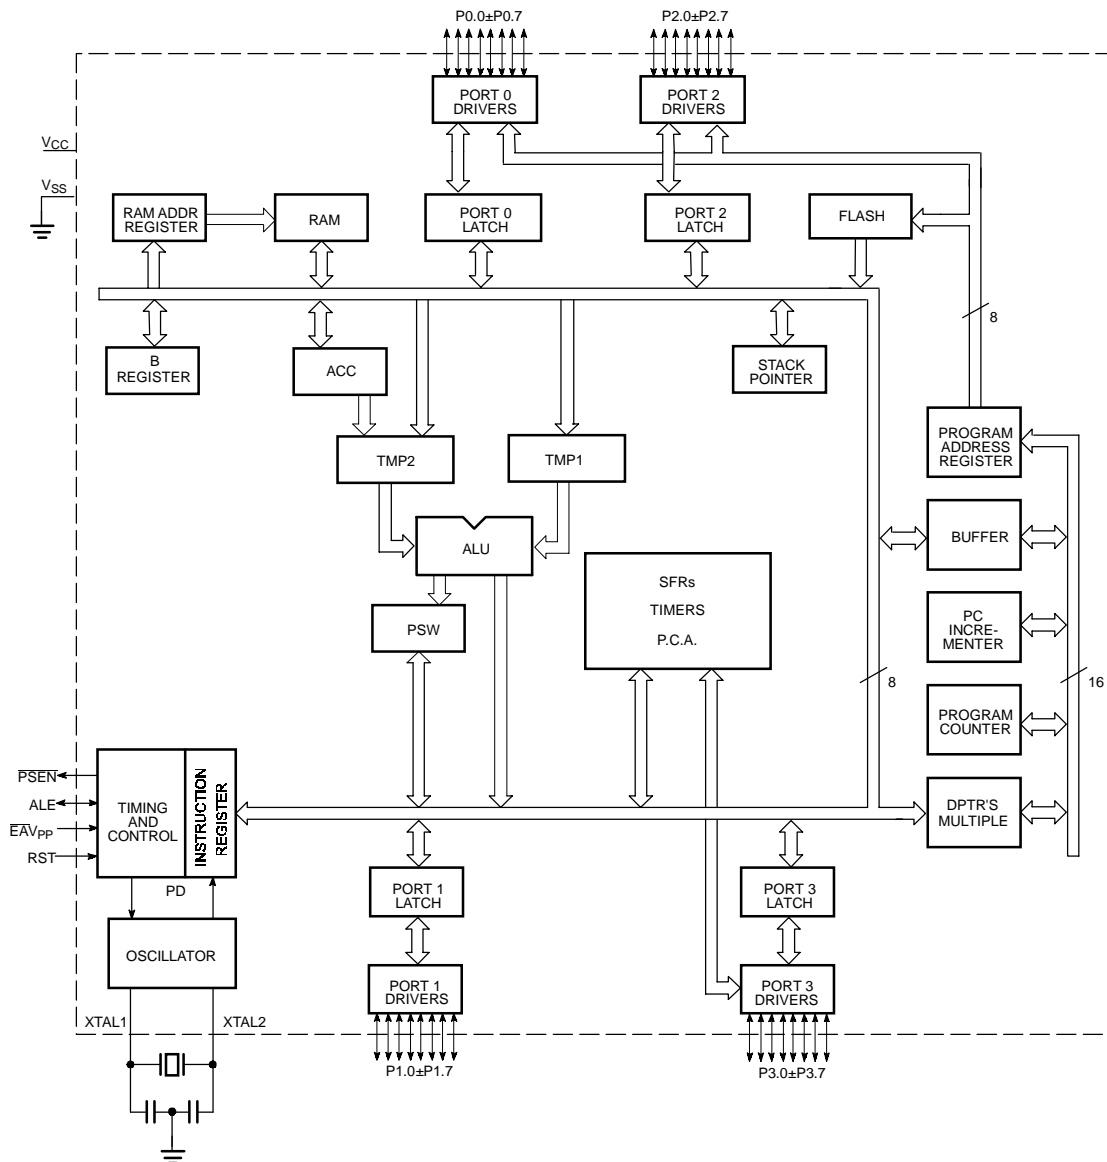 P0.0±P0.7
P2.0±P2.7
PORT 0
DRIVERS
PORT 2
DRIVERS
VCC
VSS
RAM ADDR
REGISTER
RAM
PORT 0
LATCH
PORT 2
LATCH
FLASH
8
B
REGISTER
ACC
STACK
POINTER
PROGRAM
ADDRESS
REGISTER
TMP2
TMP1
BUFFER
ALU
SFRs
TIMERS
P.C.A.
PSW
PC
INCRE-
MENTER
8
16
PROGRAM
COUNTER
PSEN
ALE
EAVPP
RST
TIMING
AND
CONTROL
INSTRUCTION
REGISTER
DPTR'S
MULTIPLE
PD
PORT 1
LATCH
PORT 3
LATCH
OSCILLATOR
PORT 1
DRIVERS
PORT 3
DRIVERS
XTAL1
XTAL2
P1.0±P1.7
P3.0±P3.7